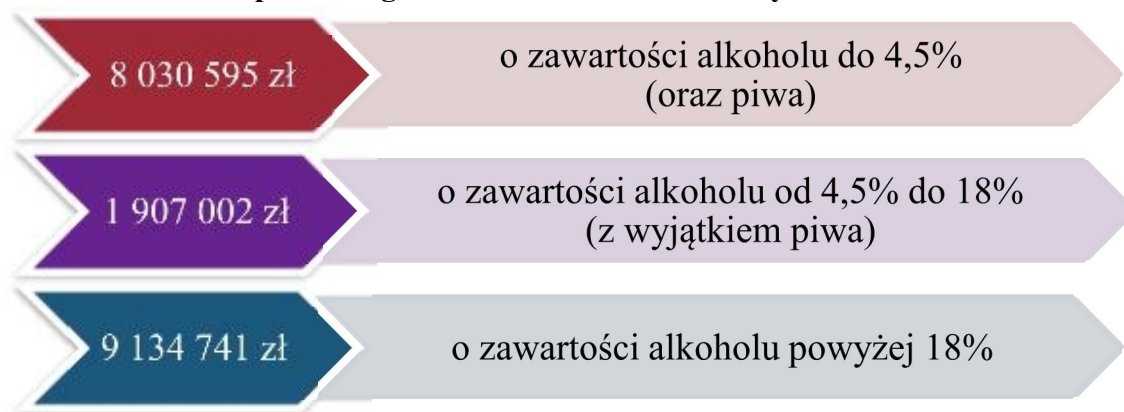 8 030 595 zł
o zawartości alkoholu do 4,5%
(oraz piwa)
1 907 002 zł
o zawartości alkoholu od 4,5% do 18%
(z wyjątkiem piwa)
9 134 741 zł
o zawartości alkoholu powyżej 18%